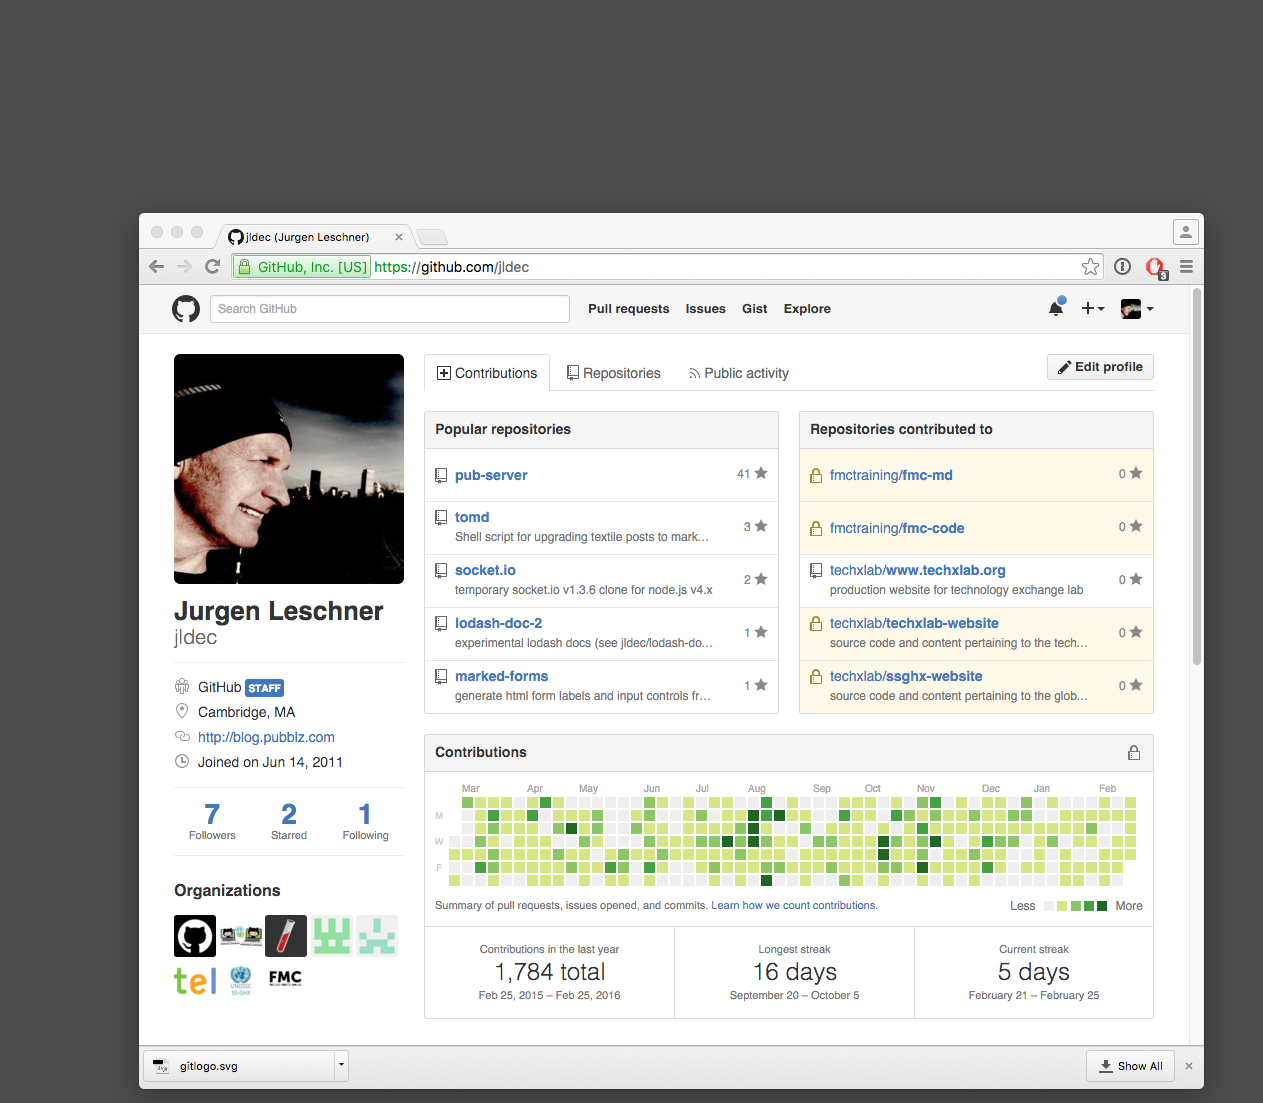 jldec (Jurgen Leschner)
GitHub, Inc. [US] https://github.com/jldec
3
Search GitHub
Pull requests Issues Gist Explore
Contributions Repositories Public activity
Edit profile
Jurgen Leschner
jldec
GitHub STAFF
Cambridge, MA
http://blog.pubblz.com
Joined on Jun 14, 2011
7 2 1
Followers Starred Following
Organizations
tel
UNOSSC
SS-GHX
FMC
Popular repositories
pub-server 41
tomd 3
Shell script for upgrading textile posts to mark…
socket.io 2
temporary socket.io v1.3.6 clone for node.js v4.x
lodash-doc-2 1
experimental lodash docs (see jldec/lodash-do…
marked-forms 1
generate html form labels and input controls fr…
Repositories contributed to
fmctraining/fmc-md 0
fmctraining/fmc-code 0
techxlab/www.techxlab.org 0
production website for technology exchange lab
techxlab/techxlab-website 0
source code and content pertaining to the tech…
techxlab/ssghx-website 0
source code and content pertaining to the glob…
Contributions
Mar Apr May Jun Jul Aug Sep Oct Nov Dec Jan Feb
M
W
F
Summary of pull requests, issues opened, and commits. Learn how we count contributions.
Less More
Contributions in the last year
1,784 total
Feb 25, 2015 – Feb 25, 2016
Longest streak
16 days
September 20 – October 5
Current streak
5 days
February 21 – February 25
gitlogo.svg
Show All